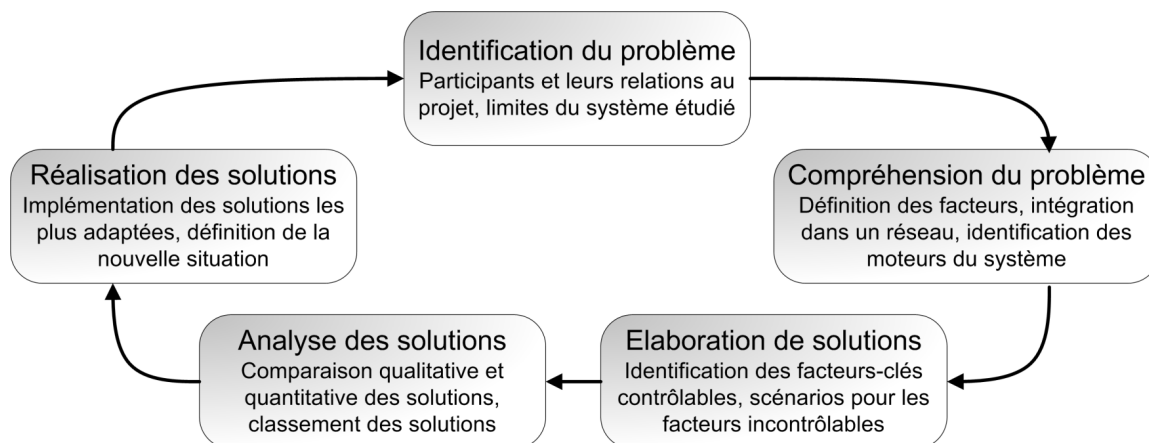 Identification du problème
Participants et leurs relations au
projet, limites du système étudié
Compréhension du problème
Définition des facteurs, intégration
dans un réseau, identification des
moteurs du système
Elaboration de solutions
Identification des facteurs-clés
contrôlables, scénarios pour les
facteurs incontrôlables
Analyse des solutions
Comparaison qualitative et
quantitative des solutions,
classement des solutions
Réalisation des solutions
Implémentation des solutions les
plus adaptées, définition de la
nouvelle situation